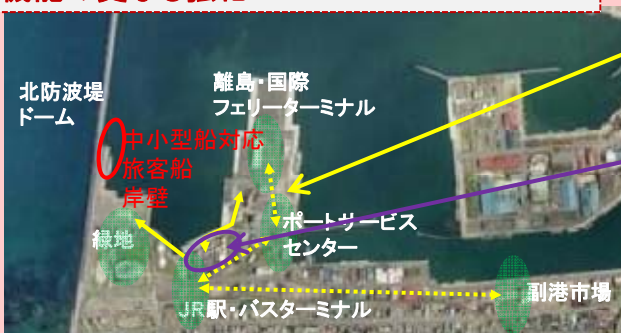 北防波堤
ドーム
離島・国際
フェリーターミナル
中小型船対応
旅客船
岸壁
緑地
ポートサービス
センター
JR駅・バスターミナル
副港市場